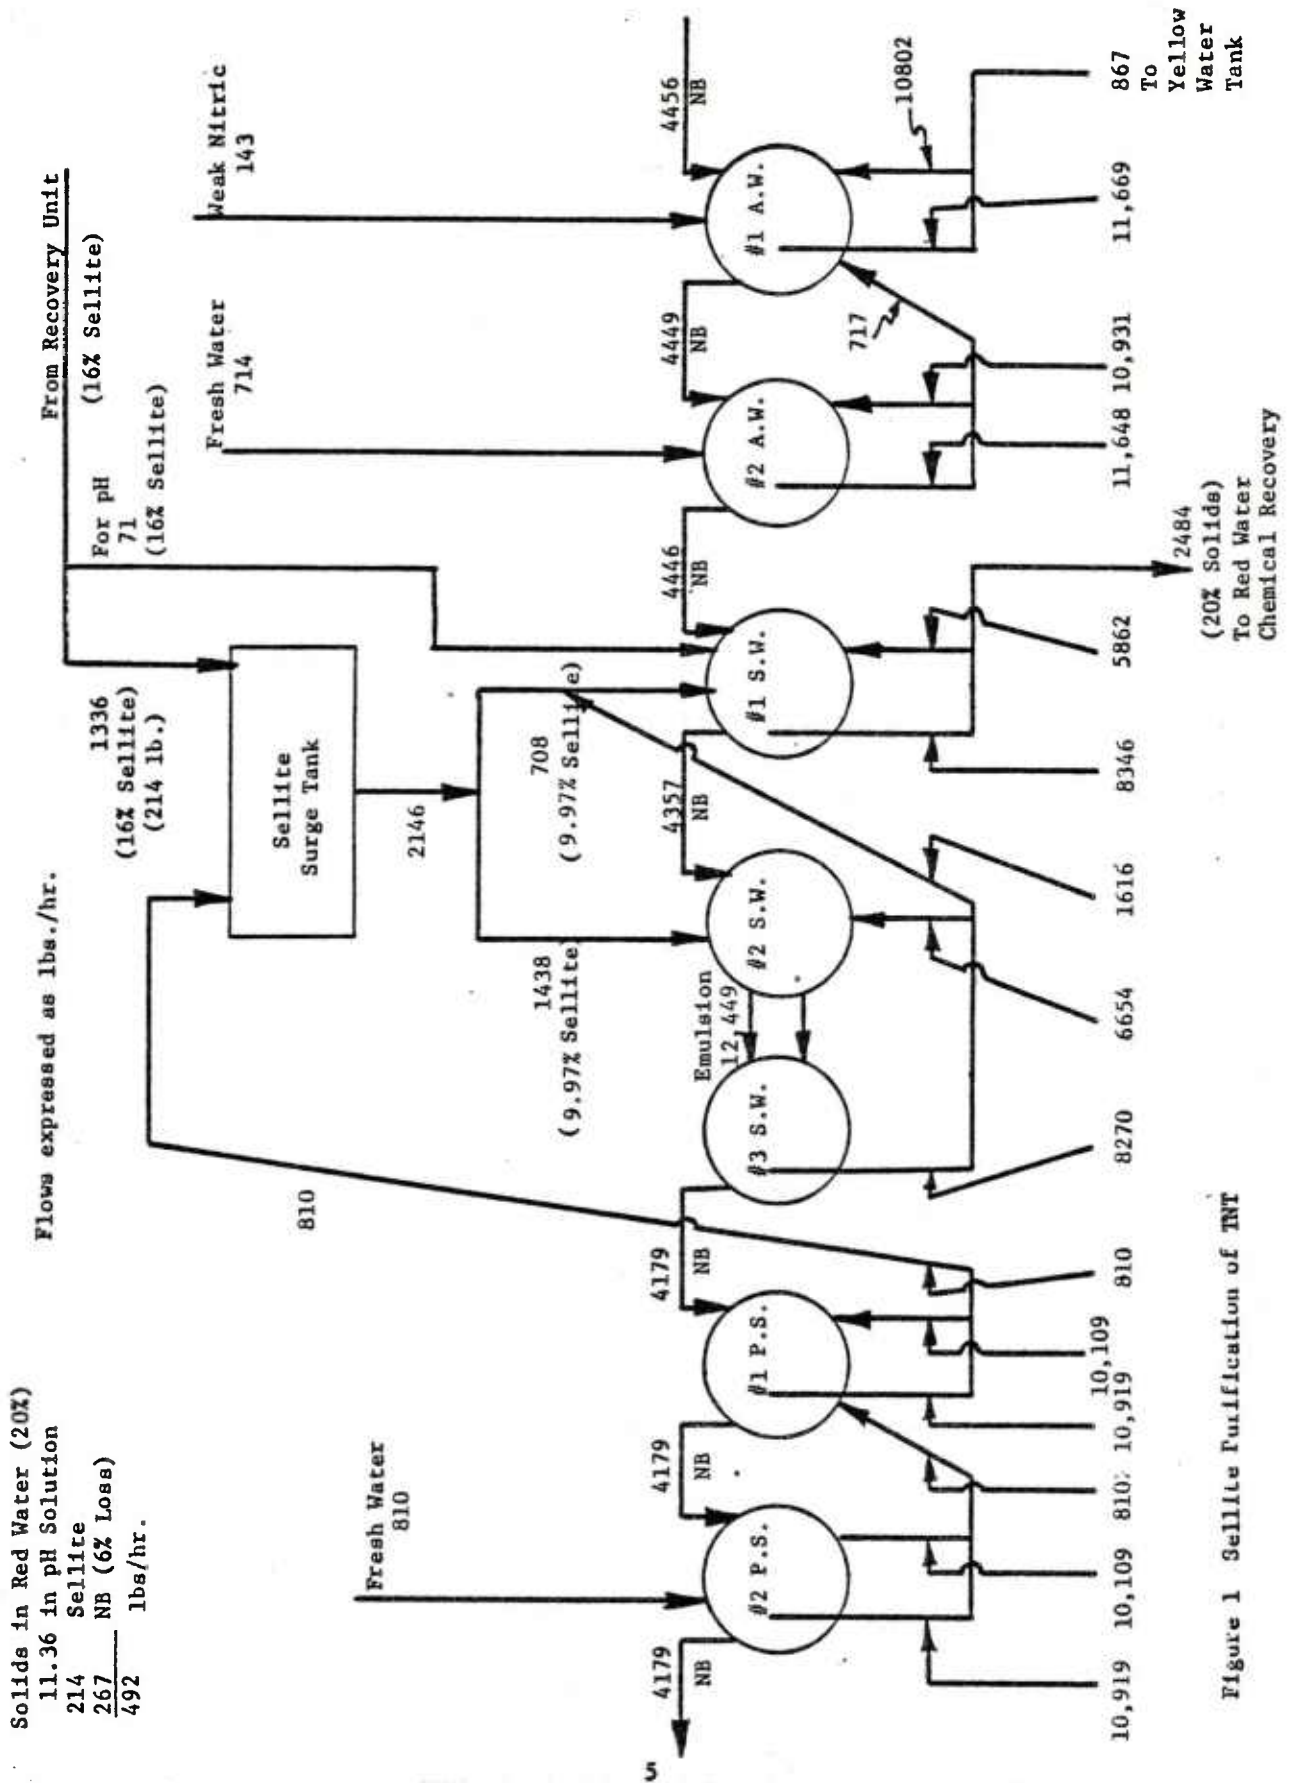 Solids in Red Water (20%)
11.36 in pH Solution
214 Sellite
267 NB (6% Loss)
492 lbs/hr.
Flows expressed as lbs./hr.
From Recovery Unit
(16% Sellite)
For pH
71
(16% Sellite)
1336
(16% Sellite)
(214 lb.)
Weak Nitric
143
Fresh Water
714
810
Sellite
Surge Tank
2146
Fresh Water
810
1438
(9.97% Sellite)
708
(9.97% Sellite)
4179
NB
4179
NB
4179
NB
Emulsion
12,449
4357
NB
4446
NB
4449
NB
4456
NB
#2 P.S.
#1 P.S.
#3 S.W.
#2 S.W.
#1 S.W.
#2 A.W.
#1 A.W.
717
10802
10,919
10,109
810
10,919
10,109
810
8270
6654
1616
8346
5862
2484
(20% Solids)
To Red Water
Chemical Recovery
11,648
10,931
11,669
867
To
Yellow
Water
Tank
Figure 1 Sellite Purification of TNT
5